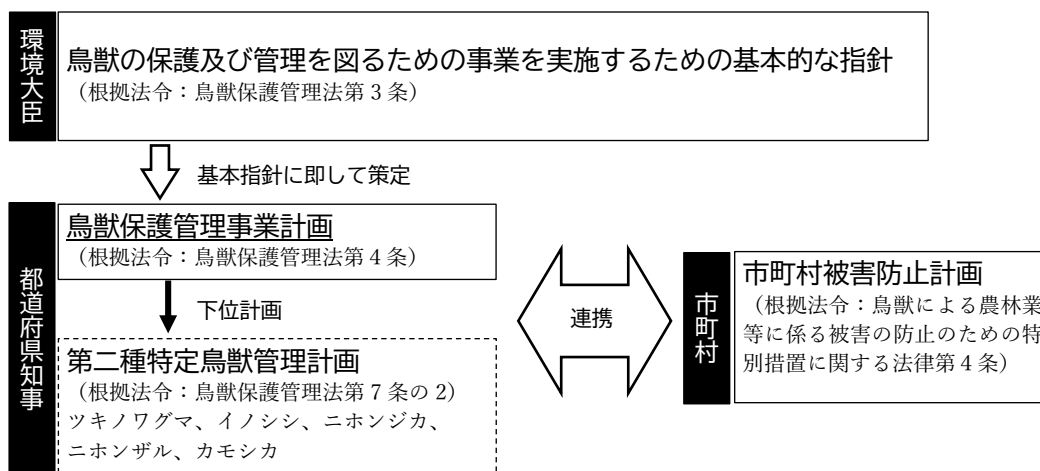 環境大臣
鳥獣の保護及び管理を図るための事業を実施するための基本的な指針
（根拠法令：鳥獣保護管理法第３条）
基本指針に即して策定
都道府県知事
鳥獣保護管理事業計画
（根拠法令：鳥獣保護管理法第４条）
下位計画
第二種特定鳥獣管理計画
（根拠法令：鳥獣保護管理法第７条の２）
ツキノワグマ、イノシシ、ニホンジカ、
ニホンザル、カモシカ
連携
市町村
市町村被害防止計画
（根拠法令：鳥獣による農林業
等に係る被害の防止のための特
別措置に関する法律第４条）